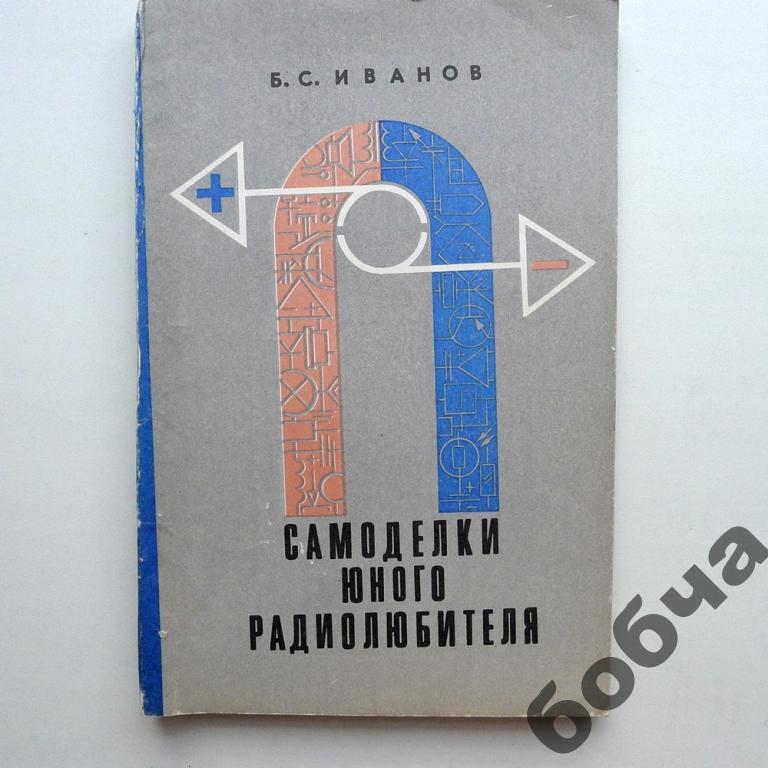 Б. С. ИВАНОВ
+
−
САМОДЕЛКИ
ЮНОГО
РАДИОЛЮБИТЕЛЯ
бобча